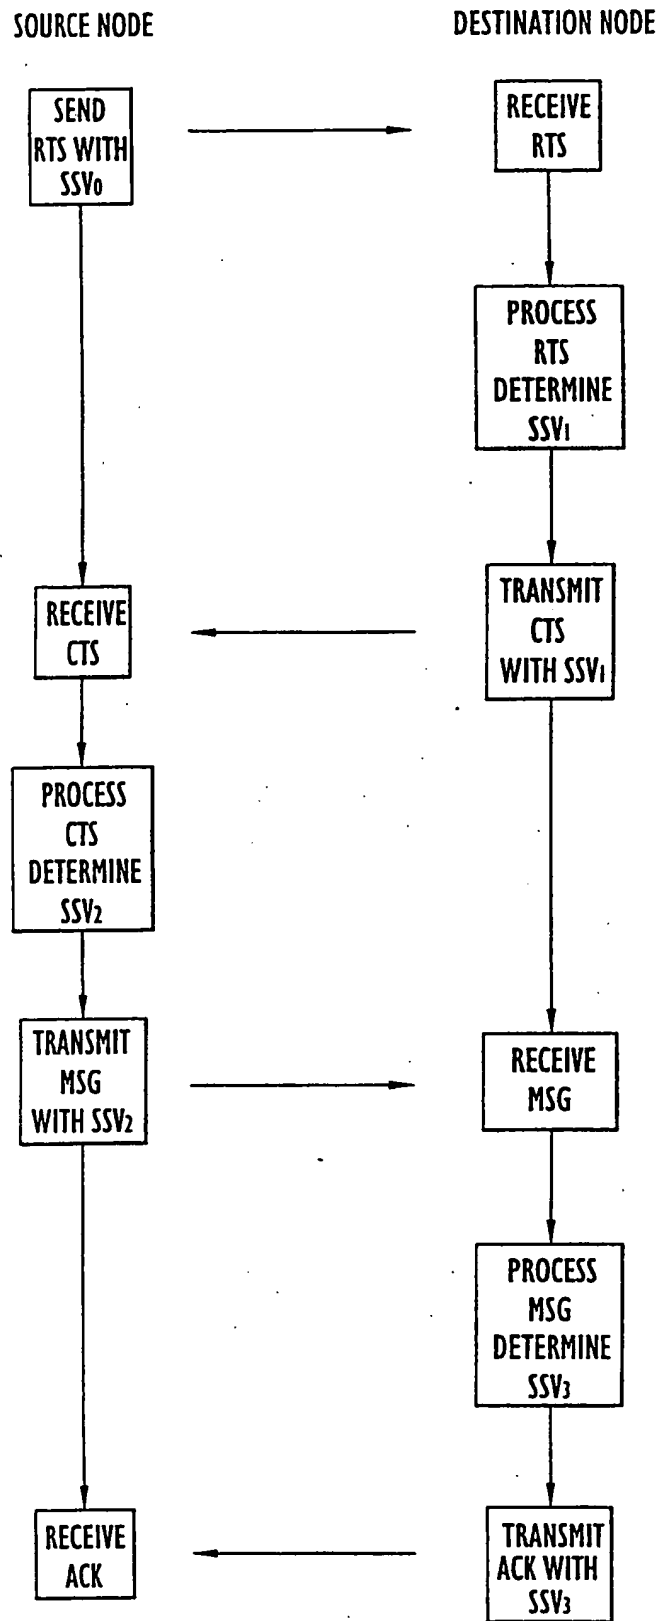 SOURCE NODE
DESTINATION NODE
SEND
RTS WITH
SSV0
RECEIVE
RTS
PROCESS
RTS
DETERMINE
SSV1
RECEIVE
CTS
TRANSMIT
CTS
WITH SSV1
PROCESS
CTS
DETERMINE
SSV2
TRANSMIT
MSG
WITH SSV2
RECEIVE
MSG
PROCESS
MSG
DETERMINE
SSV3
RECEIVE
ACK
TRANSMIT
ACK WITH
SSV3